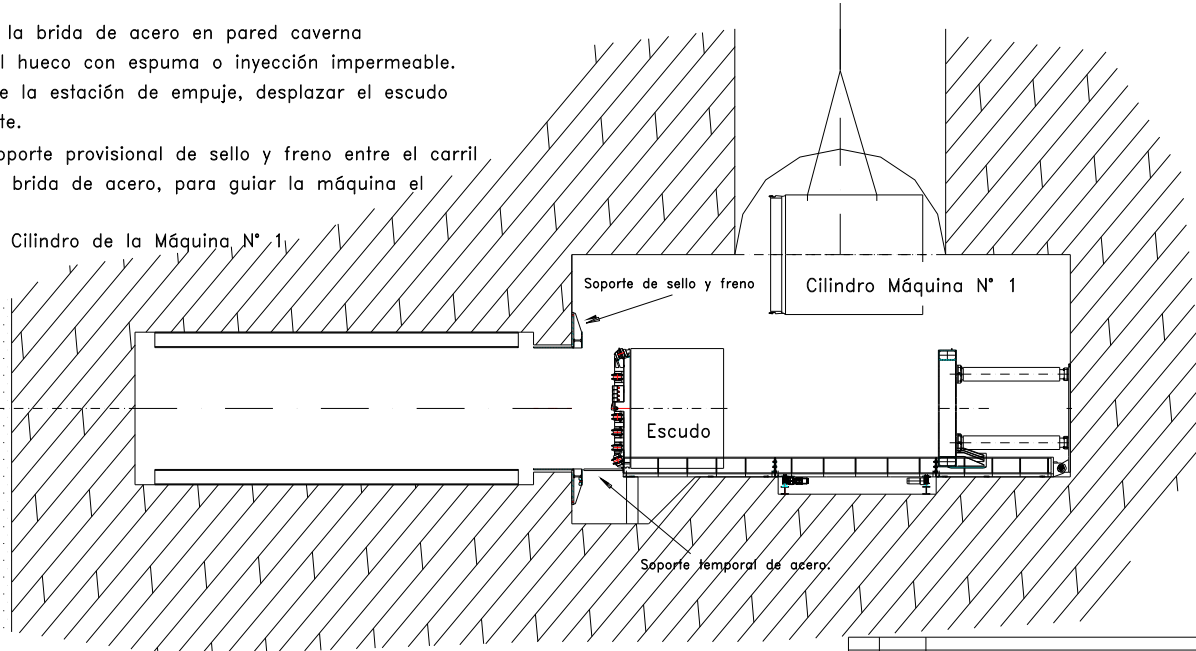 la brida de acero en pared caverna
l hueco con espuma o inyección impermeable.
e la estación de empuje, desplazar el escudo
te.
oporte provisional de sello y freno entre el carril
brida de acero, para guiar la máquina el
Cilindro de la Máquina N° 1
Soporte de sello y freno
Cilindro Máquina N° 1
Escudo
Soporte temporal de acero.